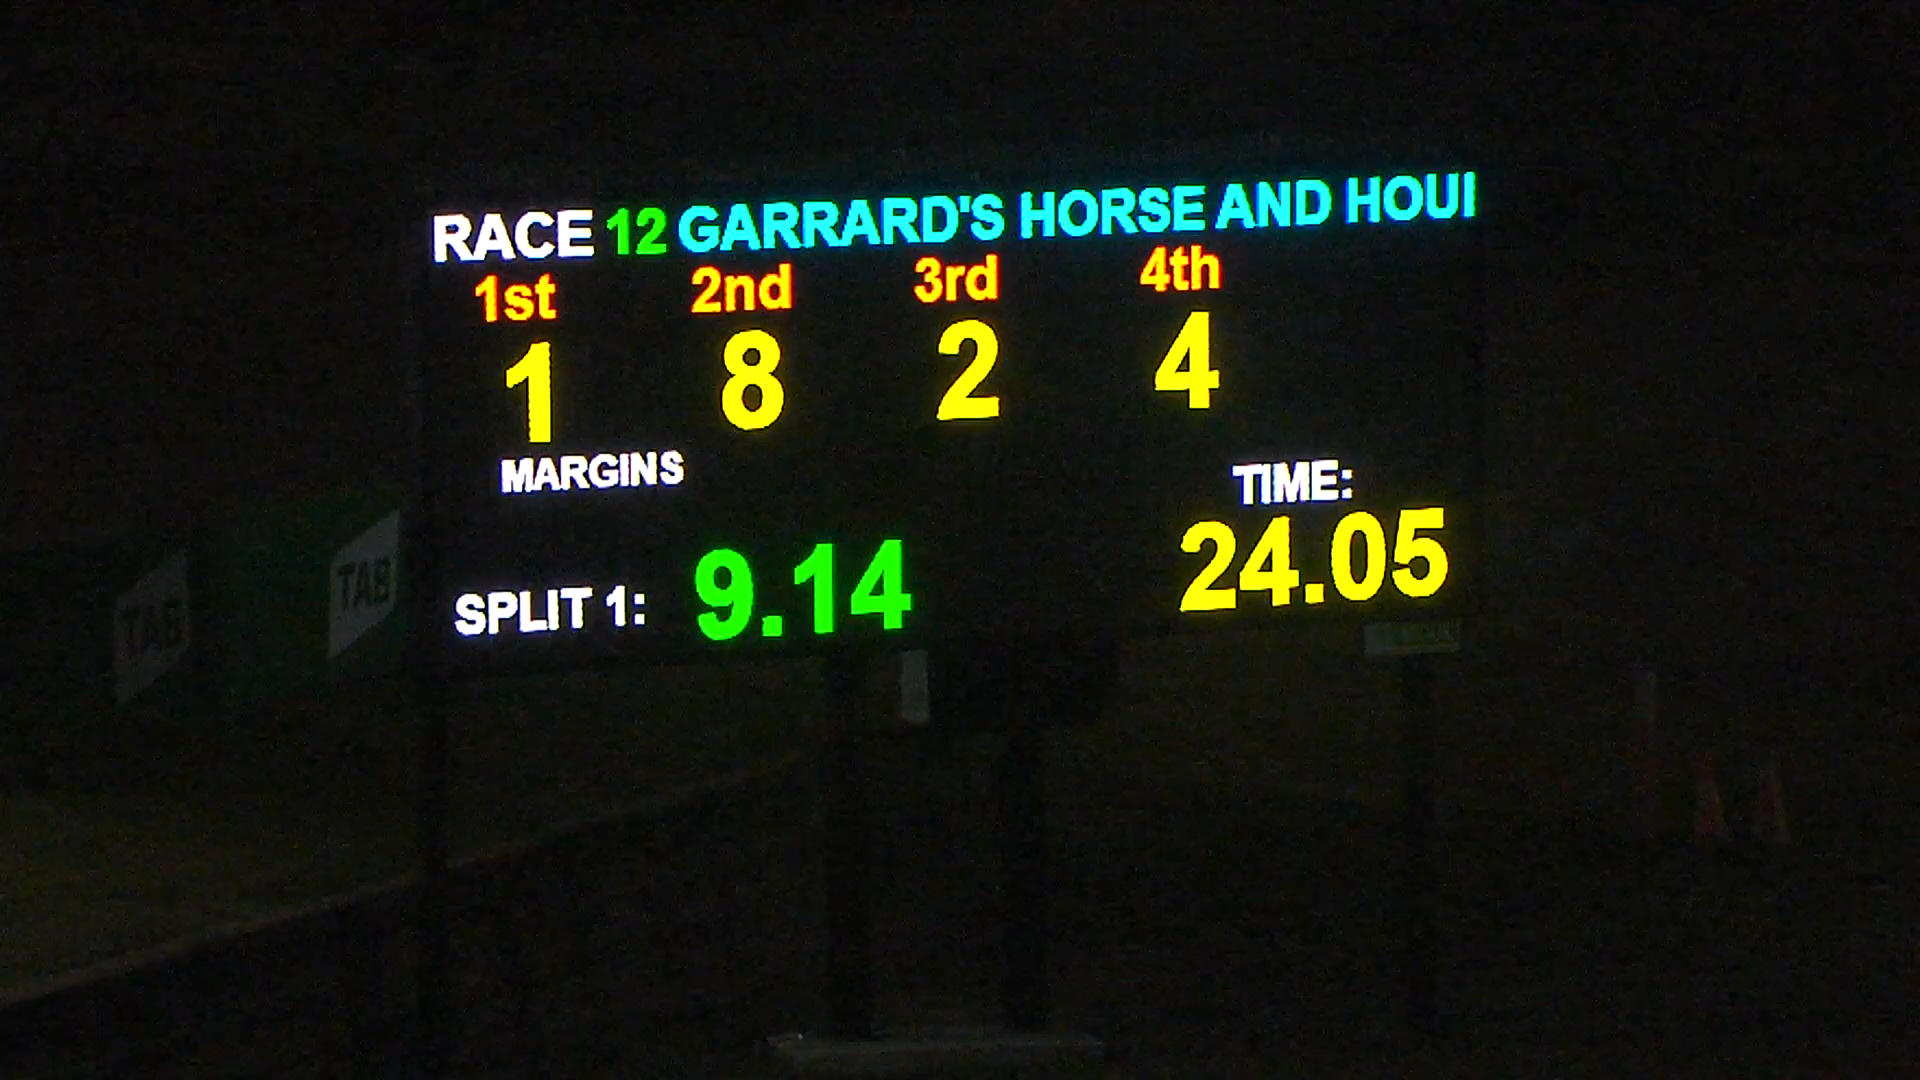 RACE 12 GARRARD'S HORSE AND HOUI
1st 2nd 3rd 4th
1 8 2 4
MARGINS
TIME:
24.05
SPLIT 1: 9.14
TAB
TAB